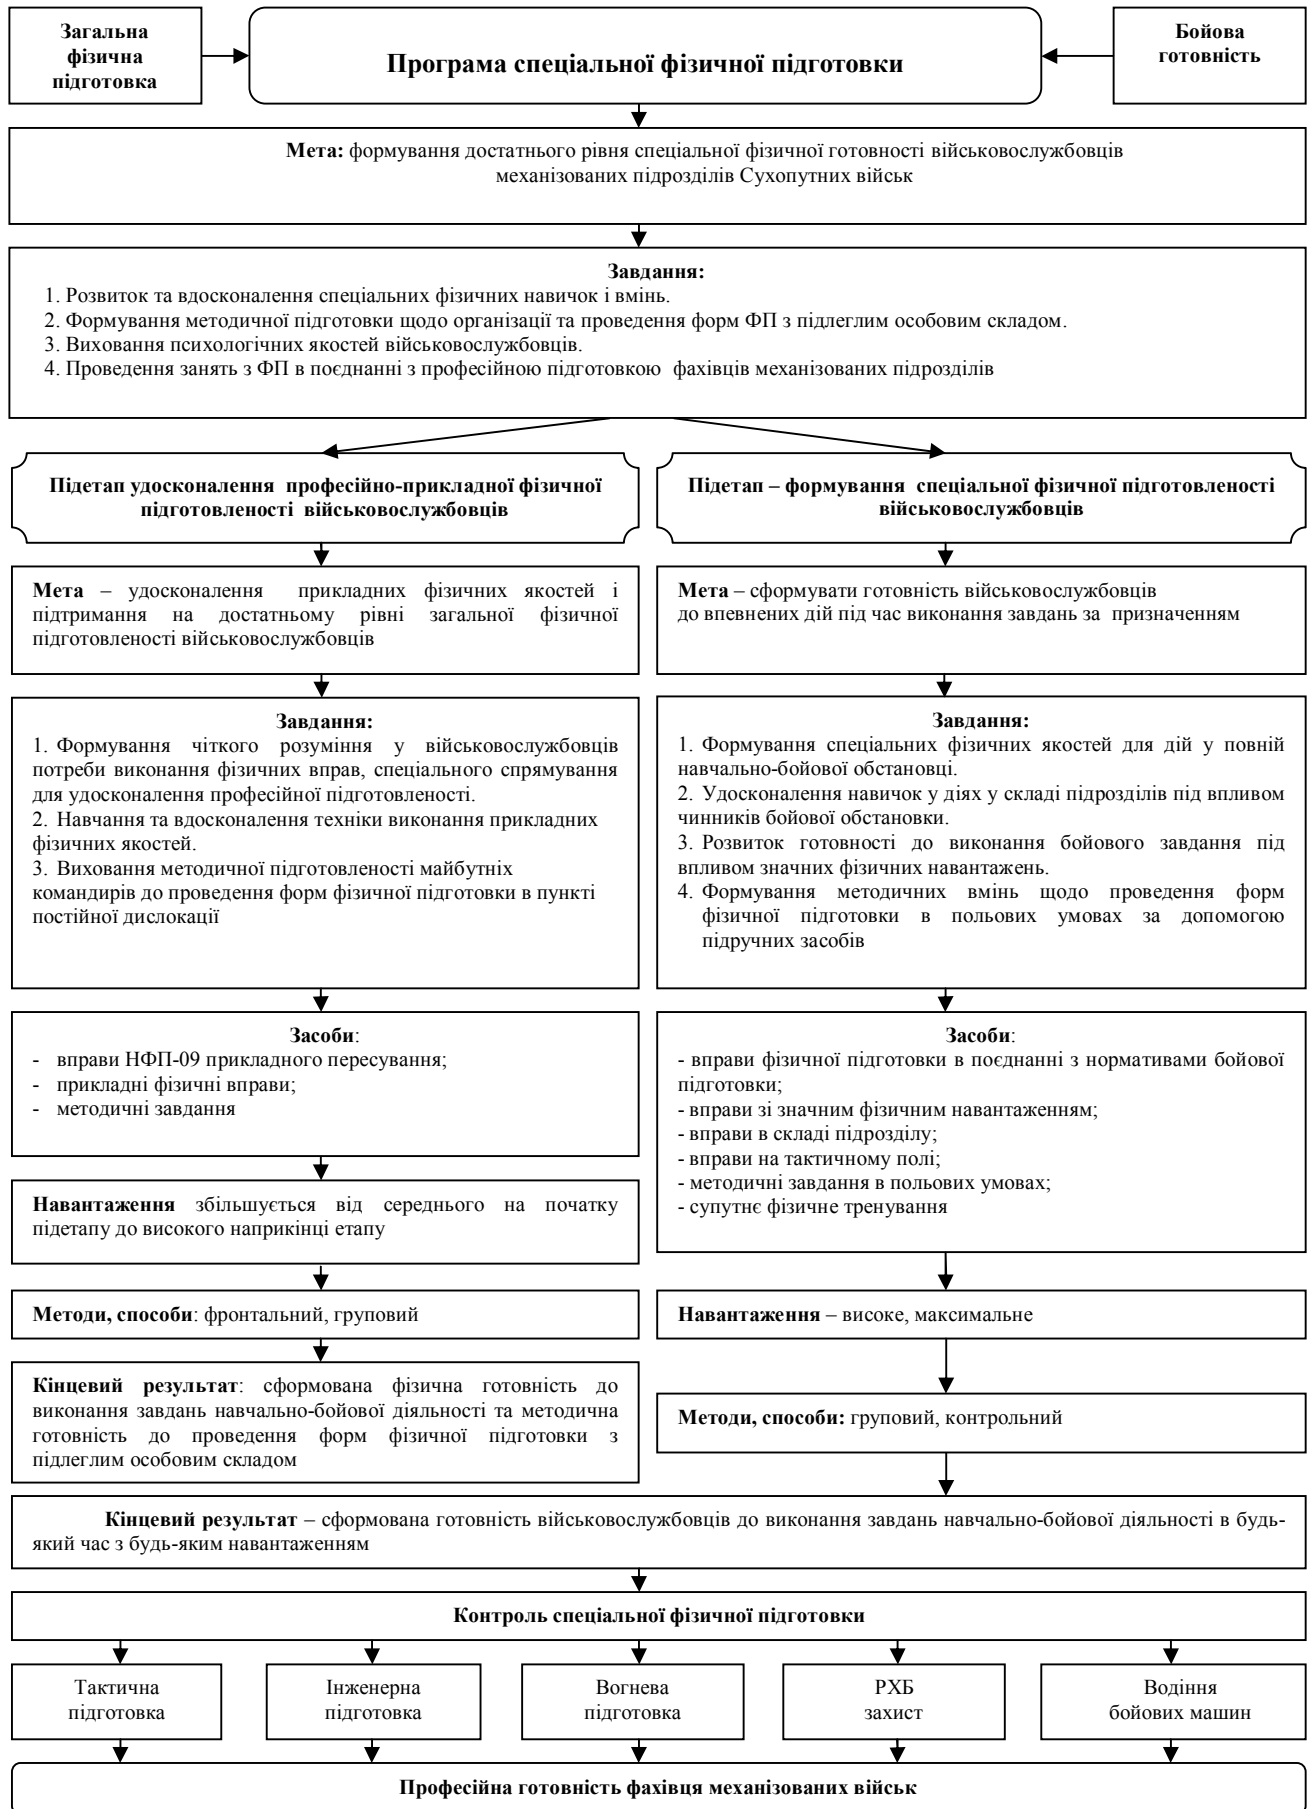 Загальна
фізична
підготовка
Програма спеціальної фізичної підготовки
Бойова
готовність
Мета: формування достатнього рівня спеціальної фізичної готовності військовослужбовців
механізованих підрозділів Сухопутних військ
Завдання:
1. Розвиток та вдосконалення спеціальних фізичних навичок і вмінь.
2. Формування методичної підготовки щодо організації та проведення форм ФП з підлеглим особовим складом.
3. Виховання психологічних якостей військовослужбовців.
4. Проведення занять з ФП в поєднанні з професійною підготовкою фахівців механізованих підрозділів
Підетап удосконалення професійно-прикладної фізичної
підготовленості військовослужбовців
Мета – удосконалення прикладних фізичних якостей і
підтримання на достатньому рівні загальної фізичної
підготовленості військовослужбовців
Завдання:
1. Формування чіткого розуміння у військовослужбовців
потреби виконання фізичних вправ, спеціального спрямування
для удосконалення професійної підготовленості.
2. Навчання та вдосконалення техніки виконання прикладних
фізичних якостей.
3. Виховання методичної підготовленості майбутніх
командирів до проведення форм фізичної підготовки в пункті
постійної дислокації
Засоби:
- вправи НФП-09 прикладного пересування;
- прикладні фізичні вправи;
- методичні завдання
Навантаження збільшується від середнього на початку
підетапу до високого наприкінці етапу
Методи, способи: фронтальний, груповий
Кінцевий результат: сформована фізична готовність до
виконання завдань навчально-бойової діяльності та методична
готовність до проведення форм фізичної підготовки з
підлеглим особовим складом
Підетап – формування спеціальної фізичної підготовленості
військовослужбовців
Мета – сформувати готовність військовослужбовців
до впевнених дій під час виконання завдань за призначенням
Завдання:
1. Формування спеціальних фізичних якостей для дій у повній
навчально-бойової обстановці.
2. Удосконалення навичок у діях у складі підрозділів під впливом
чинників бойової обстановки.
3. Розвиток готовності до виконання бойового завдання під
впливом значних фізичних навантажень.
4. Формування методичних вмінь щодо проведення форм
фізичної підготовки в польових умовах за допомогою
підручних засобів
Засоби:
- вправи фізичної підготовки в поєднанні з нормативами бойової
підготовки;
- вправи зі значним фізичним навантаженням;
- вправи в складі підрозділу;
- вправи на тактичному полі;
- методичні завдання в польових умовах;
- супутнє фізичне тренування
Навантаження – високе, максимальне
Методи, способи: груповий, контрольний
Кінцевий результат – сформована готовність військовослужбовців до виконання завдань навчально-бойової діяльності в будь-
який час з будь-яким навантаженням
Контроль спеціальної фізичної підготовки
Тактична
підготовка
Інженерна
підготовка
Вогнева
підготовка
РХБ
захист
Водіння
бойових машин
Професійна готовність фахівця механізованих військ